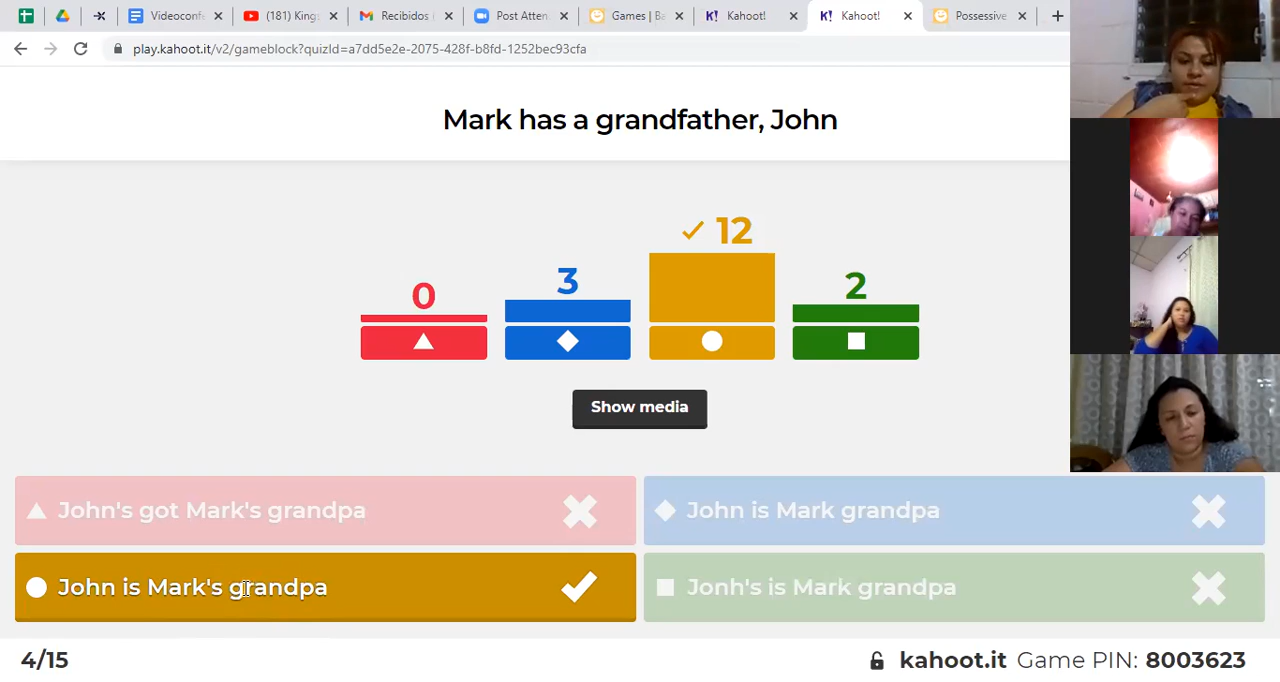 Videoconf
(181) King
Recibidos
Post Atten
Games | Ba
Kahoot!
Kahoot!
Possessive
play.kahoot.it/v2/gameblock?quizId=a7dd5e2e-2075-428f-b8fd-1252bec93cfa
Mark has a grandfather, John
0
3
12
2
Show media
John's got Mark's grandpa
John is Mark grandpa
John is Mark's grandpa
Jonh's is Mark grandpa
4/15
kahoot.it Game PIN: 8003623